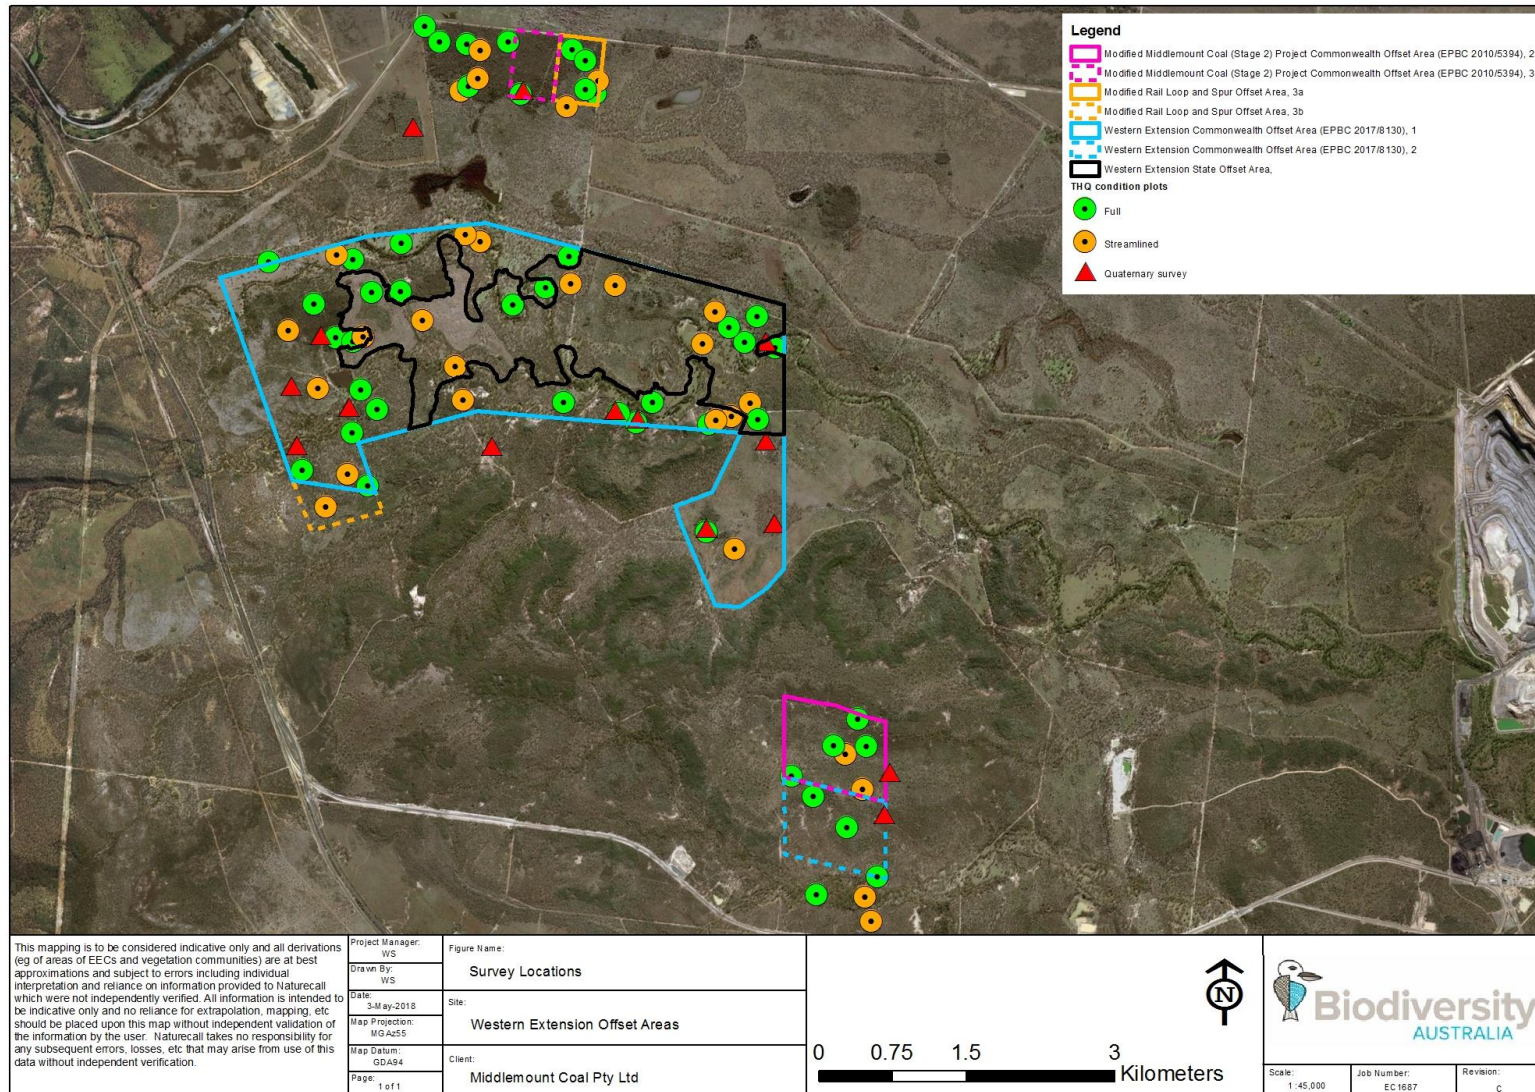 Legend
Modified Middlemount Coal (Stage 2) Project Commonwealth Offset Area (EPBC 2010/5394), 2
Modified Middlemount Coal (Stage 2) Project Commonwealth Offset Area (EPBC 2010/5394), 3
Modified Rail Loop and Spur Offset Area, 3a
Modified Rail Loop and Spur Offset Area, 3b
Western Extension Commonwealth Offset Area (EPBC 2017/8130), 1
Western Extension Commonwealth Offset Area (EPBC 2017/8130), 2
Western Extension State Offset Area,
THQ condition plots
Full
Streamlined
Quaternary survey
This mapping is to be considered indicative only and all derivations
(eg of areas of EECs and vegetation communities) are at best
approximations and subject to errors including individual
interpretation and reliance on information provided to Naturecall
which were not independently verified. All information is intended to
be indicative only and no reliance for extrapolation, mapping, etc
should be placed upon this map without independent validation of
the information by the user. Naturecall takes no responsibility for
any subsequent errors, losses, etc that may arise from use of this
data without independent verification.
Project Manager:
WS
Drawn By:
WS
Date:
3-May-2018
Map Projection:
MGAz55
Map Datum:
GDA94
Page:
1 of 1
Figure Name:
Survey Locations
Site:
Western Extension Offset Areas
Client:
Middlemount Coal Pty Ltd
0 0.75 1.5 3
Kilometers
N
Biodiversity
AUSTRALIA
Scale:
1:45,000
Job Number:
EC1687
Revision:
C